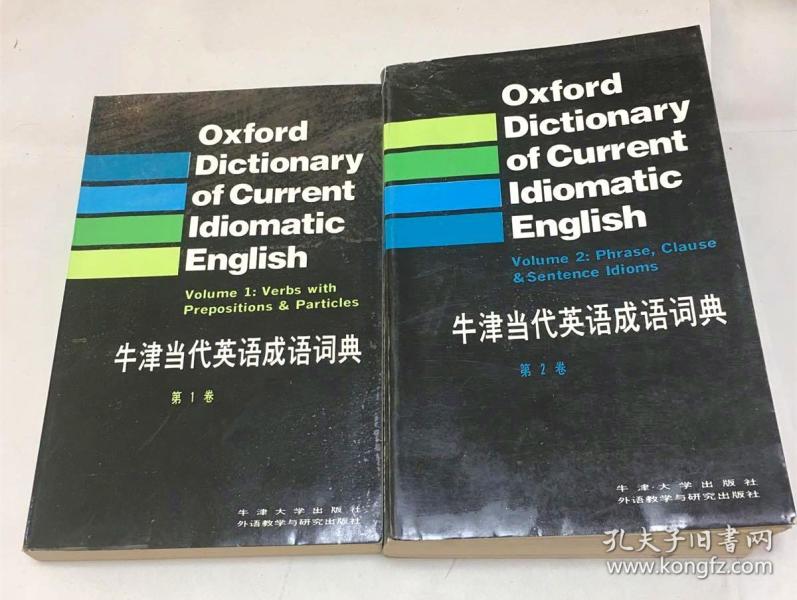 Oxford
Dictionary
of Current
Idiomatic
English
Volume 1: Verbs with
Prepositions & Particles
牛津当代英语成语词典
第1卷
牛津大学出版社
外语教学与研究出版社
Oxford
Dictionary
of Current
Idiomatic
English
Volume 2: Phrase, Clause
& Sentence Idioms
牛津当代英语成语词典
第2卷
牛津·大学出版社
外语教学与研究出版社
孔夫子旧书网
www.kongfz.com